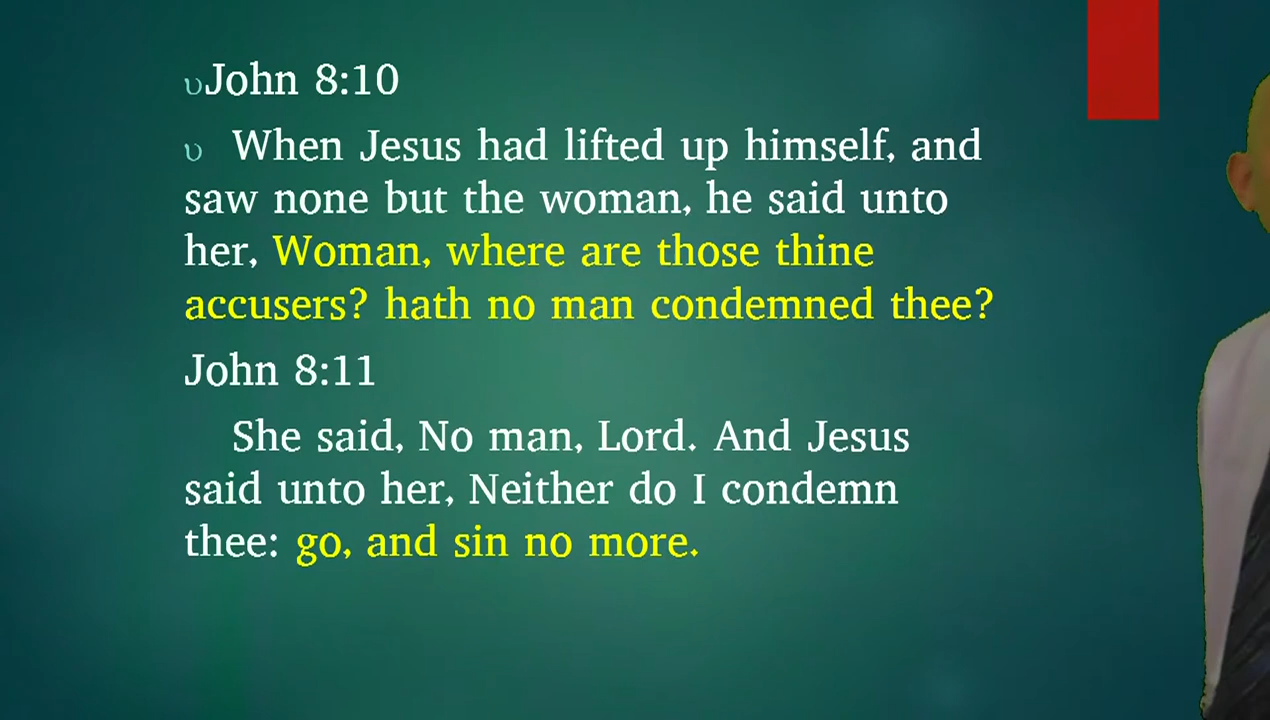 John 8:10
When Jesus had lifted up himself, and
saw none but the woman, he said unto
her, Woman, where are those thine
accusers? hath no man condemned thee?
John 8:11
She said, No man, Lord. And Jesus
said unto her, Neither do I condemn
thee: go, and sin no more.